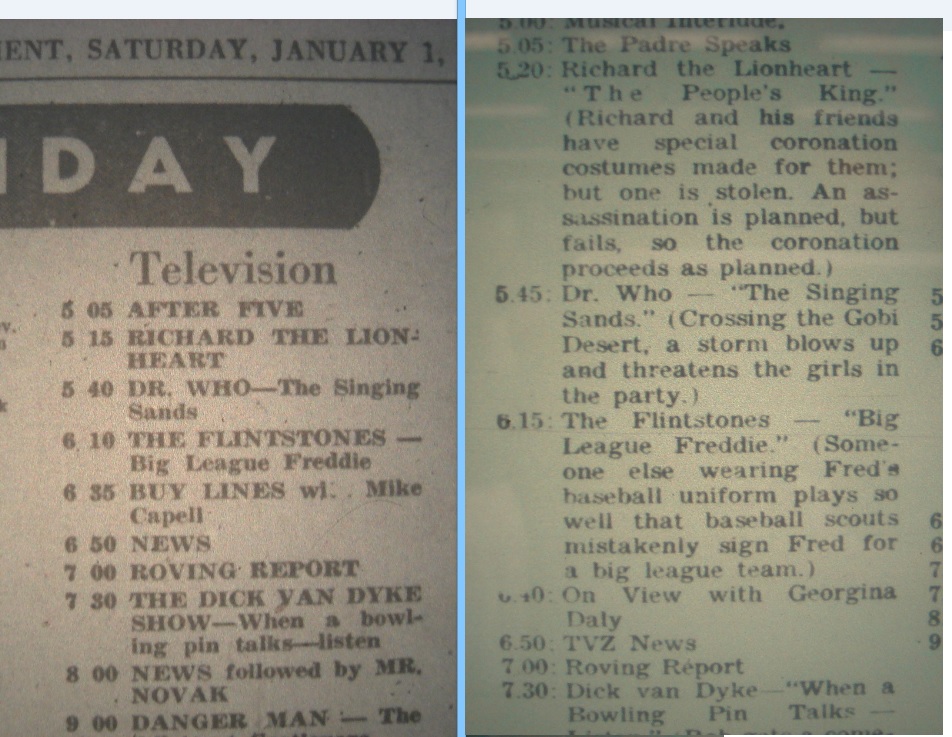 ENT, SATURDAY, JANUARY 1,
DAY
Television
5 05 AFTER FIVE
5 15 RICHARD THE LION-
HEART
5 40 DR. WHO—The Singing
Sands
6 10 THE FLINTSTONES —
Big League Freddie
6 35 BUY LINES Mike
Capell
6 50 NEWS
7 00 ROVING REPORT
7 30 THE DICK VAN DYKE
SHOW—When a bowl-
ing pin talks—listen
8 00 NEWS followed by MR.
NOVAK
9 00 DANGER MAN — The
5.00: Musical Interlude.
5.05: The Padre Speaks
5.20: Richard the Lionheart —
"The People's King."
(Richard and his friends
have special coronation
costumes made for them;
but one is stolen. An as-
sassination is planned, but
fails, so the coronation
proceeds as planned.)
5.45: Dr. Who — "The Singing
Sands." (Crossing the Gobi
Desert, a storm blows up
and threatens the girls in
the party.)
6.15: The Flintstones — "Big
League Freddie." (Some-
one else wearing Fred's
baseball uniform plays so
well that baseball scouts
mistakenly sign Fred for
a big league team.)
6.40: On View with Georgina
Daly
6.50: TVZ News
7.00: Roving Report
7.30: Dick van Dyke—"When a
Bowling Pin Talks —